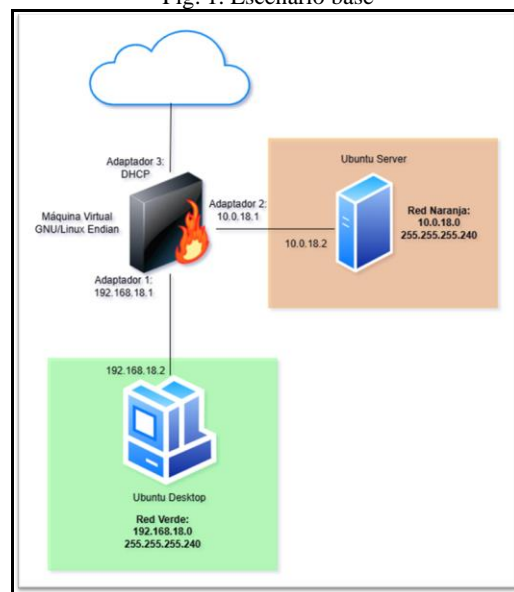 Fig. 1. Escenario base
Adaptador 3:
DHCP
Máquina Virtual
GNU/Linux Endian
Adaptador 2:
10.0.18.1
Adaptador 1:
192.168.18.1
Ubuntu Server
10.0.18.2
Red Naranja:
10.0.18.0
255.255.255.240
192.168.18.2
Ubuntu Desktop
Red Verde:
192.168.18.0
255.255.255.240